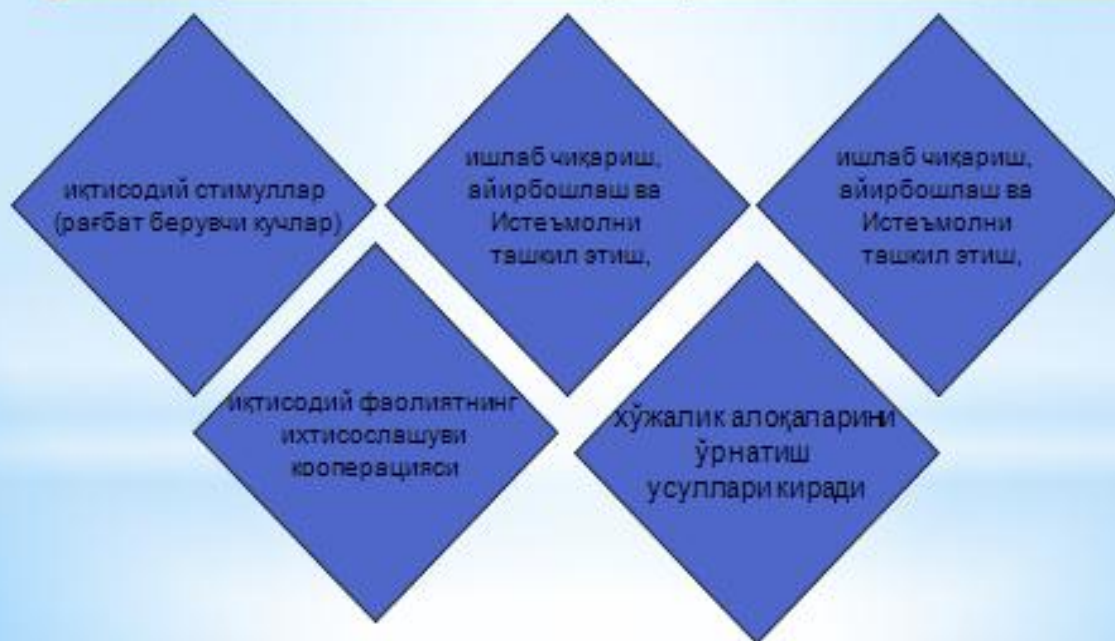 иқтисодий стимуллар
(рағбат берувчи кучлар)
ишлаб чиқариш,
айирбошлаш ва
Истеъмолни
ташкил этиш,
ишлаб чиқариш,
айирбошлаш ва
Истеъмолни
ташкил этиш,
иқтисодий фаолиятнинг
ихтисослашуви
кооперацияси
хўжалик алоқаларини
ўрнатиш
усуллари киради